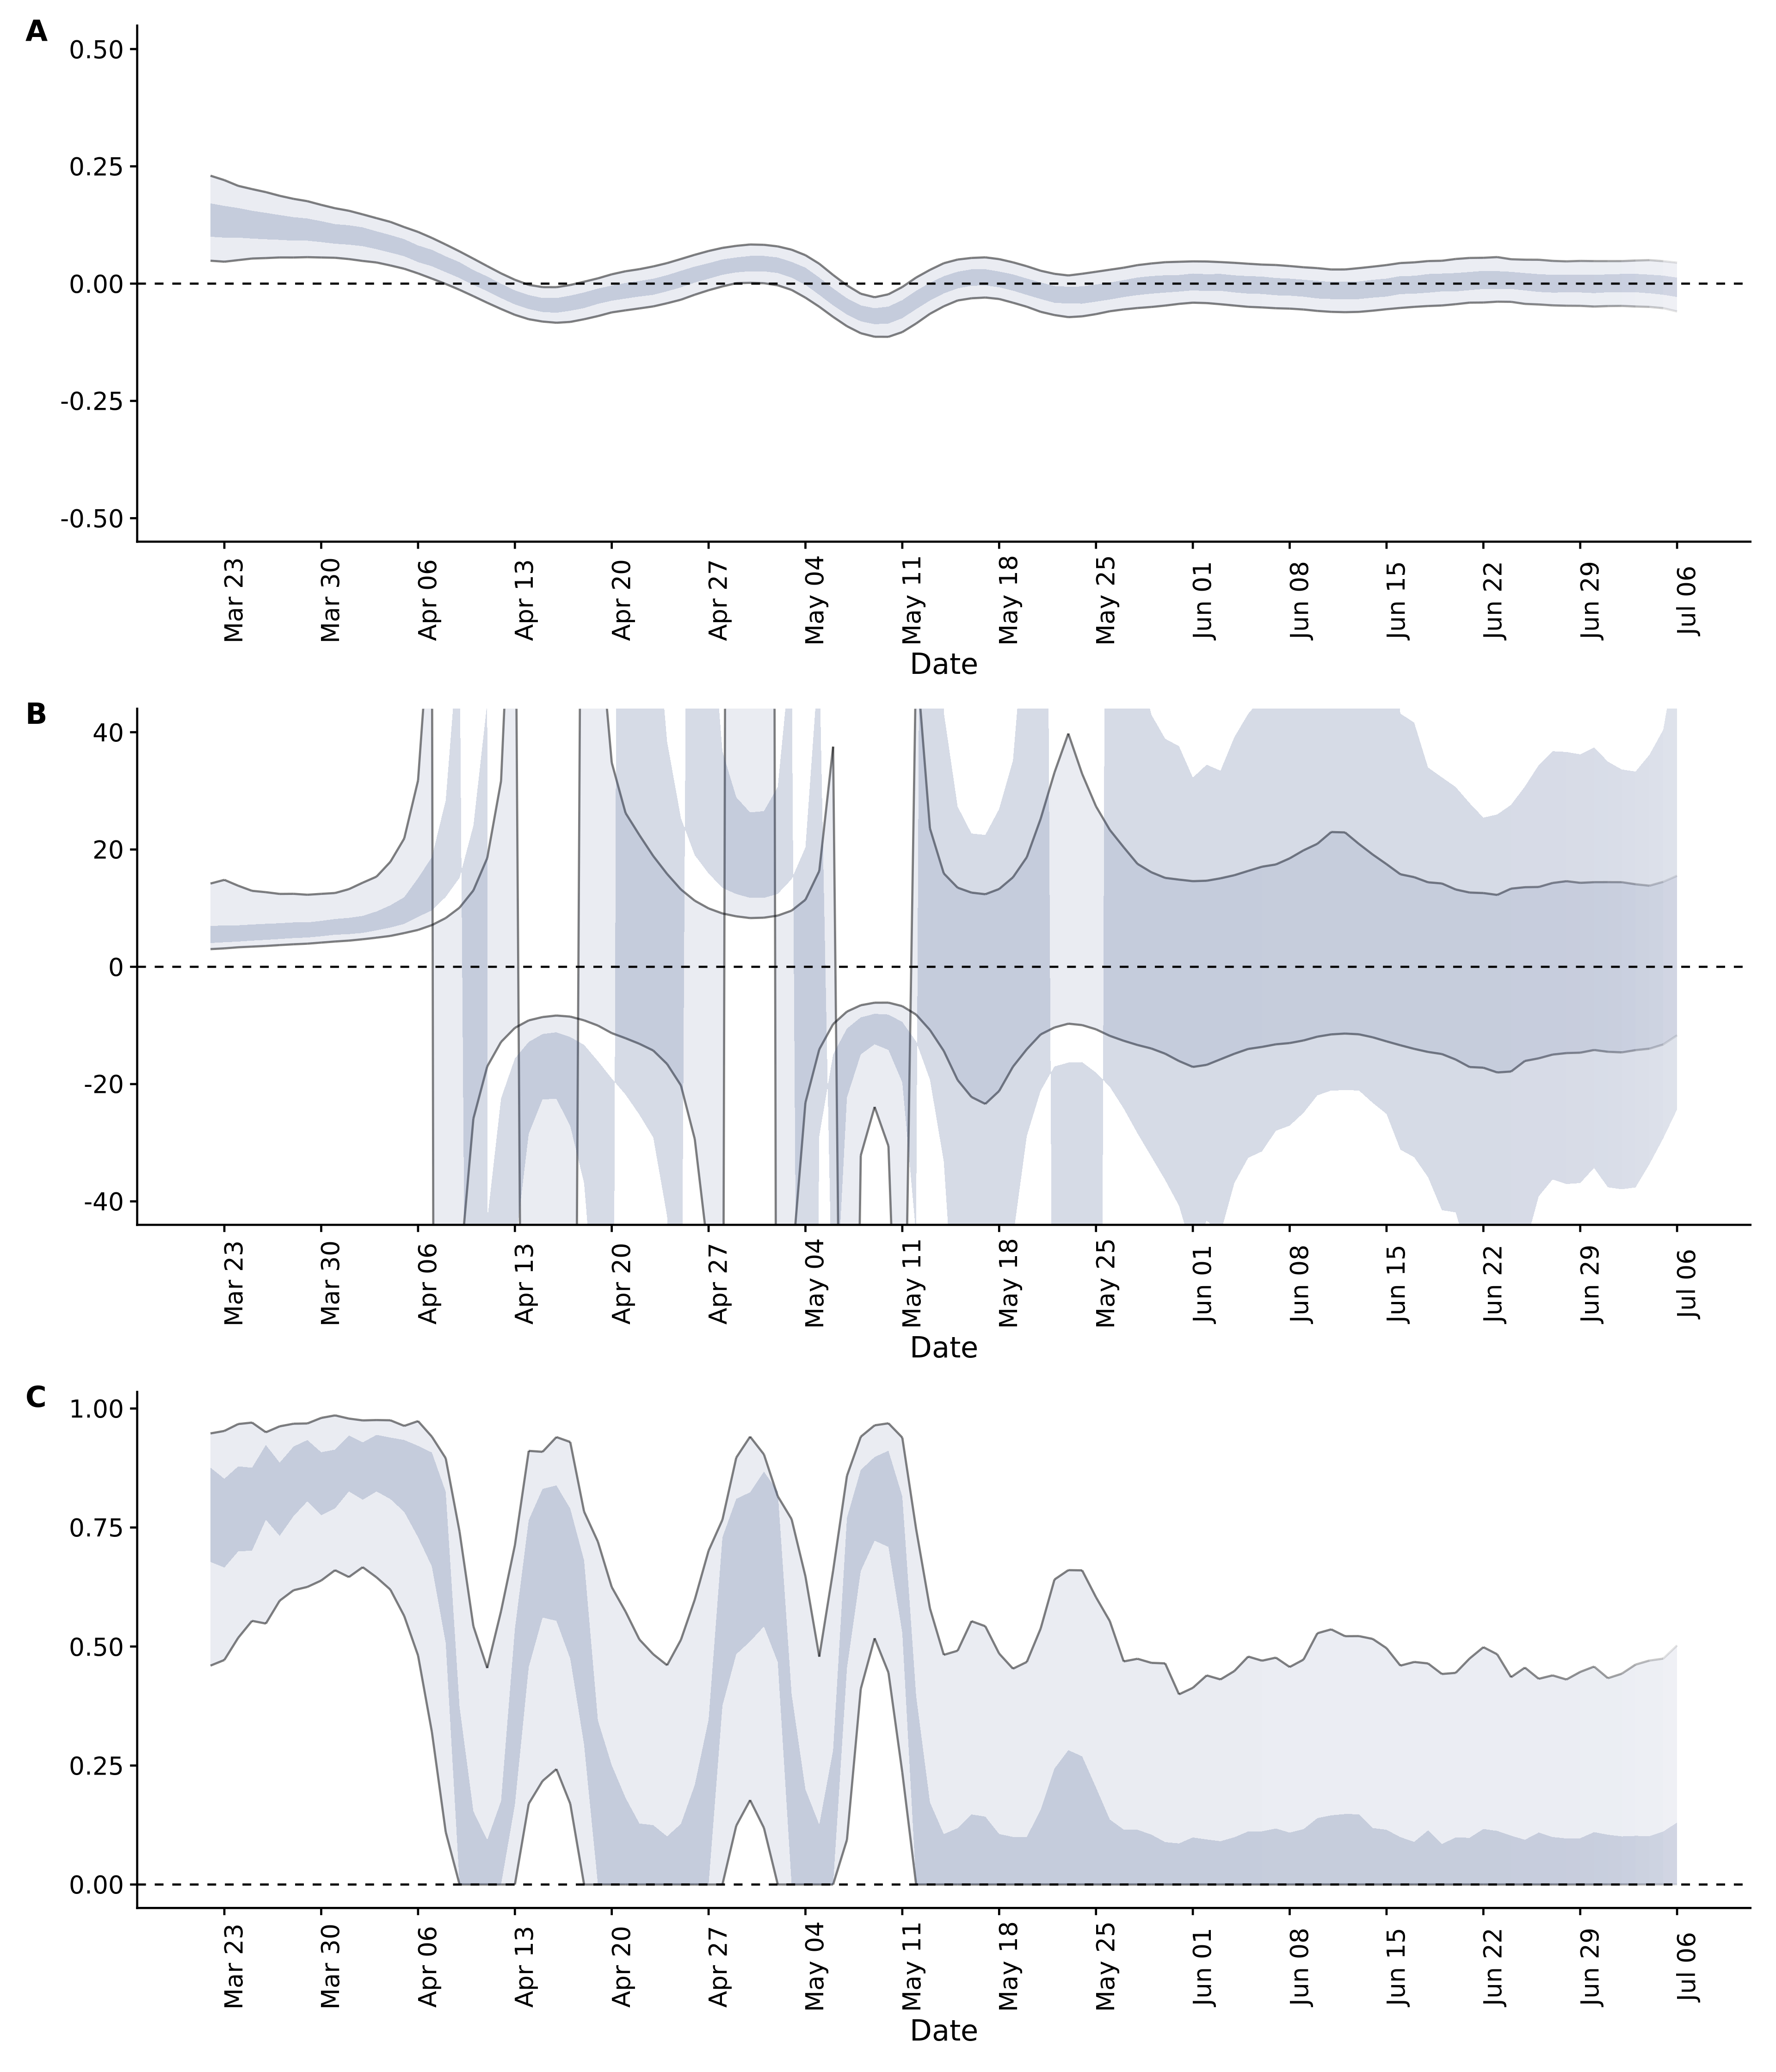 A
0.50
0.25
0.00
-0.25
-0.50
Mar 23
Mar 30
Apr 06
Apr 13
Apr 20
Apr 27
May 04
May 11
May 18
May 25
Jun 01
Jun 08
Jun 15
Jun 22
Jun 29
Jul 06
Date
B
40
20
0
-20
-40
Mar 23
Mar 30
Apr 06
Apr 13
Apr 20
Apr 27
May 04
May 11
May 18
May 25
Jun 01
Jun 08
Jun 15
Jun 22
Jun 29
Jul 06
Date
C
1.00
0.75
0.50
0.25
0.00
Mar 23
Mar 30
Apr 06
Apr 13
Apr 20
Apr 27
May 04
May 11
May 18
May 25
Jun 01
Jun 08
Jun 15
Jun 22
Jun 29
Jul 06
Date